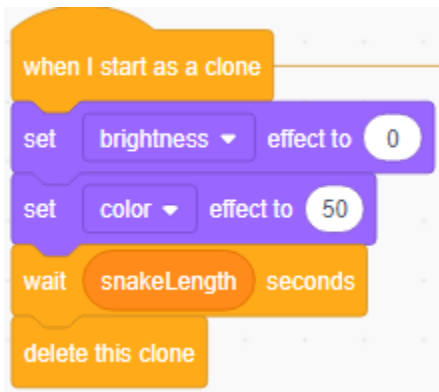 when I start as a clone
set brightness effect to 0
set color effect to 50
wait snakeLength seconds
delete this clone